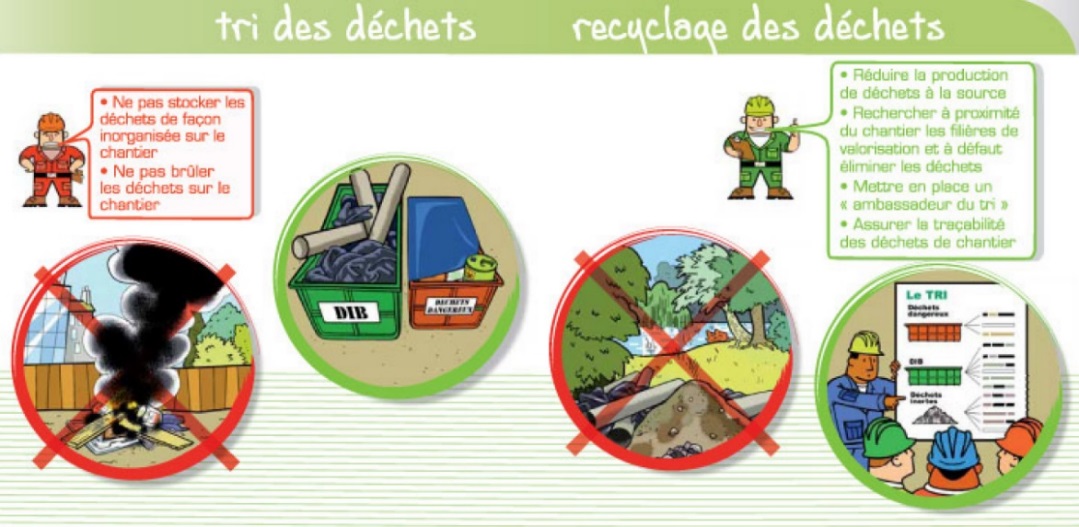 tri des déchets
recyclage des déchets
• Ne pas stocker les
déchets de façon
inorganisée sur le
chantier
• Ne pas brûler
les déchets sur le
chantier
• Réduire la production
de déchets à la source
• Rechercher à proximité
du chantier les filières de
valorisation et à défaut
éliminer les déchets
• Mettre en place un
« ambassadeur du tri »
• Assurer la traçabilité
des déchets de chantier
DIB
DECHETS
DANGEREUX
Le TRI
Déchets
dangereux
DIB
Déchets
inertes